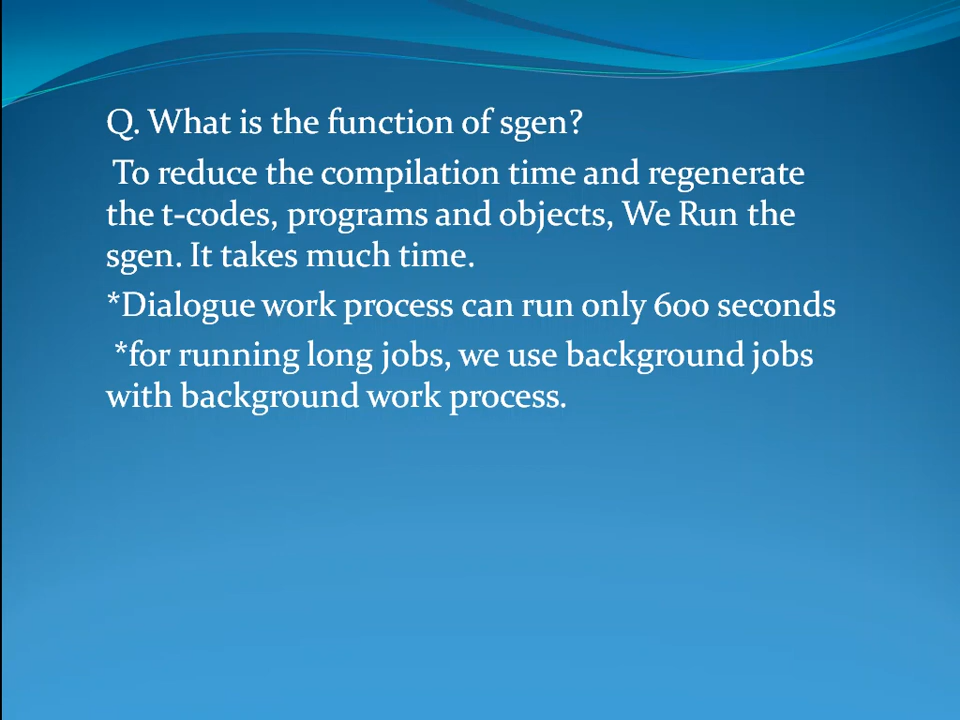 Q. What is the function of sgen?
To reduce the compilation time and regenerate
the t-codes, programs and objects, We Run the
sgen. It takes much time.
*Dialogue work process can run only 600 seconds
*for running long jobs, we use background jobs
with background work process.